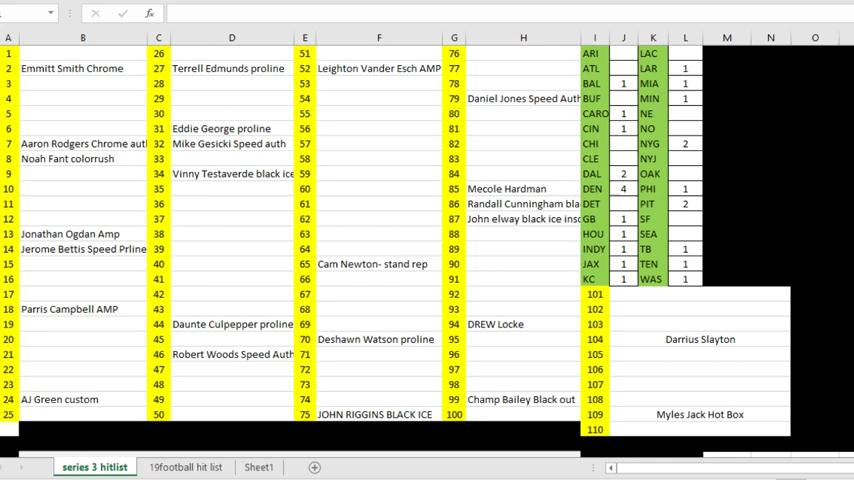 fx
A B C D E F G H I J K L M N O
1 26 51 76 ARI LAC
2 Emmitt Smith Chrome 27 Terrell Edmunds proline 52 Leighton Vander Esch AMP 77 ATL LAR 1
3 28 53 78 BAL 1 MIA 1
4 29 54 79 Daniel Jones Speed Auth BUF MIN 1
5 30 55 80 CARO 1 NE
6 31 Eddie George proline 56 81 CIN 1 NO
7 Aaron Rodgers Chrome aut 32 Mike Gesicki Speed auth 57 82 CHI NYG 2
8 Noah Fant colorrush 33 58 83 CLE NYJ
9 34 Vinny Testaverde black ice 59 84 DAL 2 OAK
10 35 60 85 Mecole Hardman DEN 4 PHI 1
11 36 61 86 Randall Cunningham bla DET PIT 2
12 37 62 87 John elway black ice insc GB 1 SF
13 Jonathan Ogdan Amp 38 63 88 HOU 1 SEA
14 Jerome Bettis Speed Prline 39 64 89 INDY 1 TB 1
15 40 65 Cam Newton- stand rep 90 JAX 1 TEN 1
16 41 66 91 KC 1 WAS 1
17 42 67 92 101
18 Parris Campbell AMP 43 68 93 102
19 44 Daunte Culpepper proline 69 94 DREW Locke 103
20 45 70 Deshawn Watson proline 95 104 Darrius Slayton
21 46 Robert Woods Speed Auth 71 96 105
22 47 72 97 106
23 48 73 98 107
24 AJ Green custom 49 74 99 Champ Bailey Black out 108
25 50 75 JOHN RIGGINS BLACK ICE 100 109 Myles Jack Hot Box
110
series 3 hitlist 19football hit list Sheet1